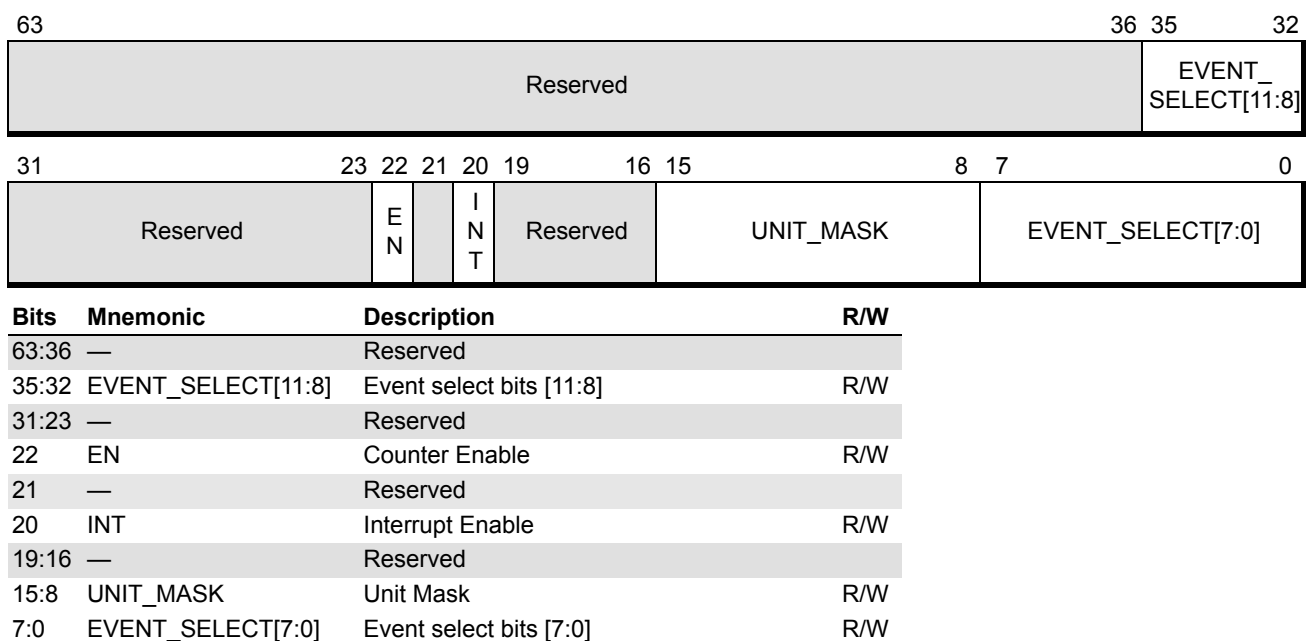 63 36 35 32
Reserved EVENT_
SELECT[11:8]
31 23 22 21 20 19 16 15 8 7 0
Reserved E
N I
N
T Reserved UNIT_MASK EVENT_SELECT[7:0]
Bits Mnemonic Description R/W
63:36 — Reserved
35:32 EVENT_SELECT[11:8] Event select bits [11:8] R/W
31:23 — Reserved
22 EN Counter Enable R/W
21 — Reserved
20 INT Interrupt Enable R/W
19:16 — Reserved
15:8 UNIT_MASK Unit Mask R/W
7:0 EVENT_SELECT[7:0] Event select bits [7:0] R/W